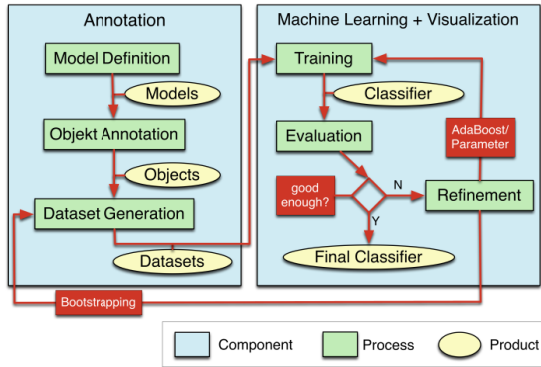 Annotation
Model Definition
Models
Objekt Annotation
Objects
Dataset Generation
Datasets
Bootstrapping
Machine Learning + Visualization
Training
Classifier
Evaluation
AdaBoost/
Parameter
good
enough?
N
Refinement
Y
Final Classifier
Component
Process
Product